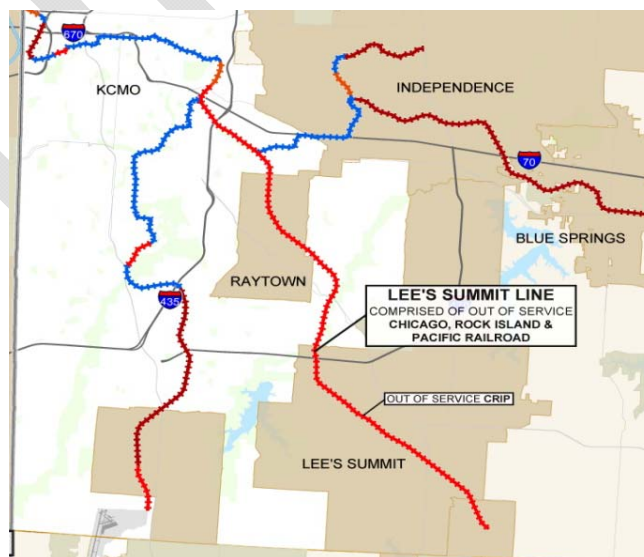 670
KCMO
INDEPENDENCE
70
BLUE SPRINGS
RAYTOWN
435
LEE'S SUMMIT LINE
COMPRISED OF OUT OF SERVICE
CHICAGO, ROCK ISLAND &
PACIFIC RAILROAD
OUT OF SERVICE CRIP
LEE'S SUMMIT